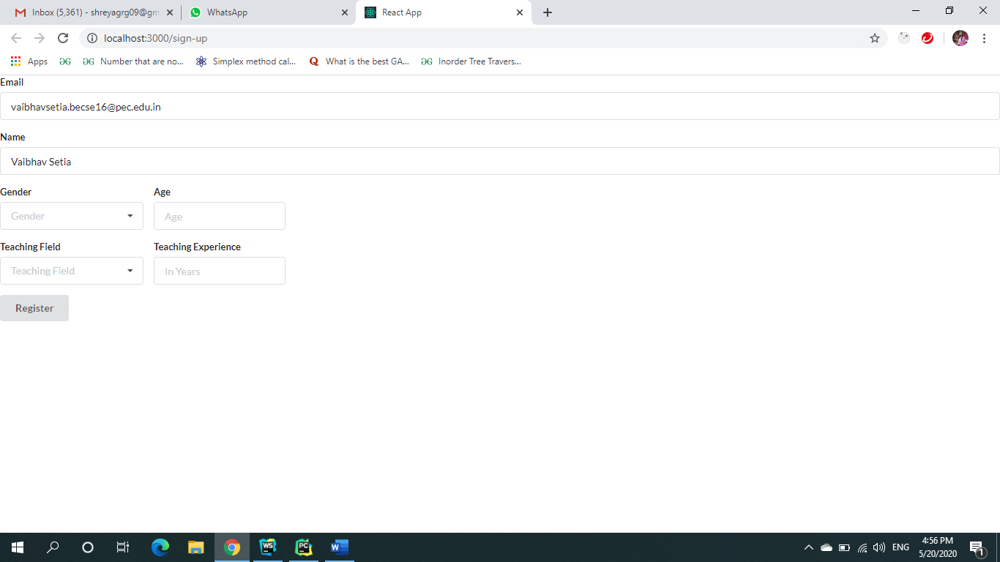 Inbox (5,361) - shreyagrg09@gm
WhatsApp
React App
localhost:3000/sign-up
Apps
Number that are no...
Simplex method cal...
What is the best GA...
Inorder Tree Travers...
Email
vaibhavsetia.becse16@pec.edu.in
Name
Vaibhav Setia
Gender Age
Gender Age
Teaching Field Teaching Experience
Teaching Field In Years
Register
WS
PC
W
ENG
4:56 PM
5/20/2020
1